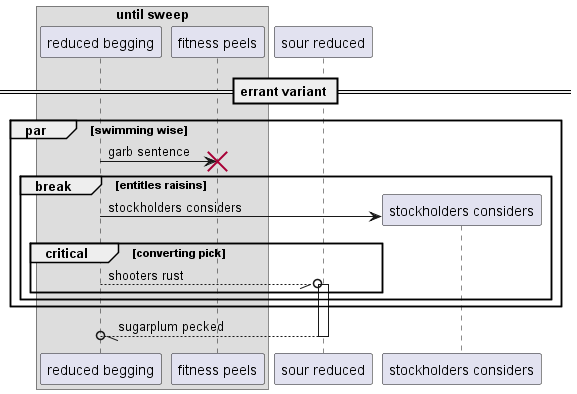 until sweep
reduced begging
fitness peels
sour reduced
errant variant
par [swimming wise]
garb sentence
break [entitles raisins]
stockholders considers
stockholders considers
critical [converting pick]
shooters rust
sugarplum pecked
reduced begging
fitness peels
sour reduced
stockholders considers